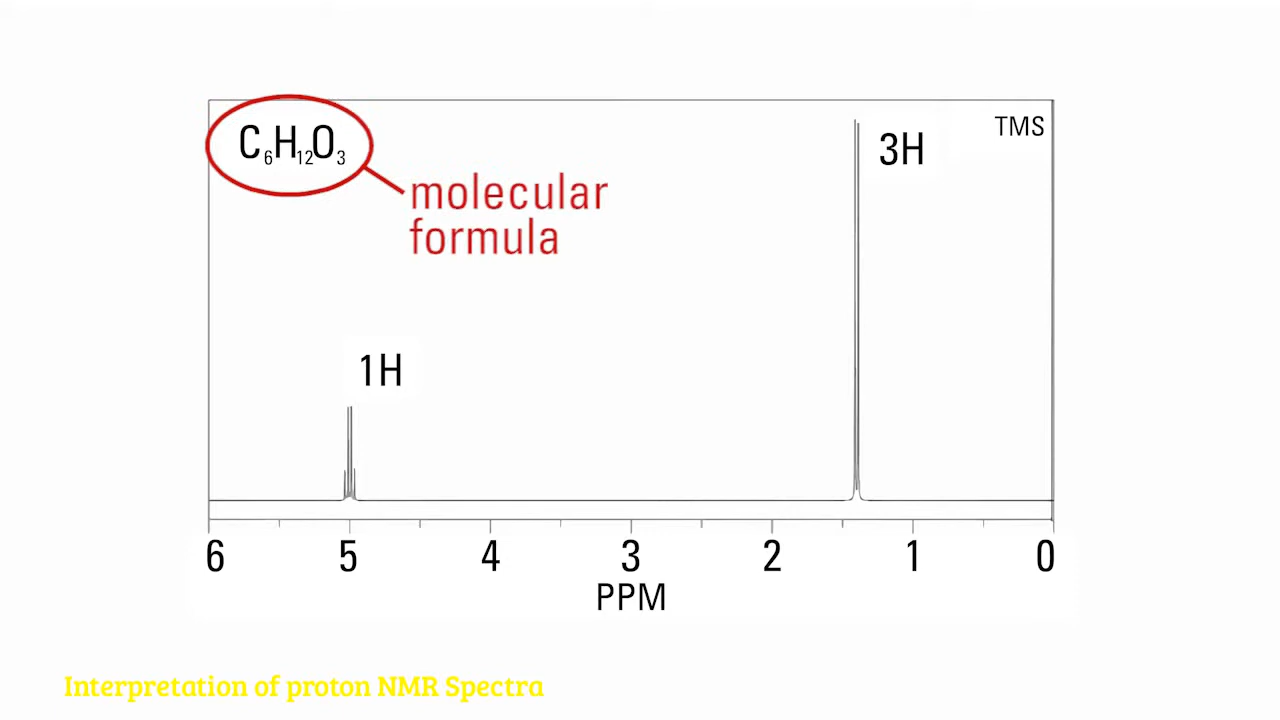 C₆H₁₂O₃
TMS
3H
molecular
formula
1H
6 5 4 3 2 1 0
PPM
Interpretation of proton NMR Spectra